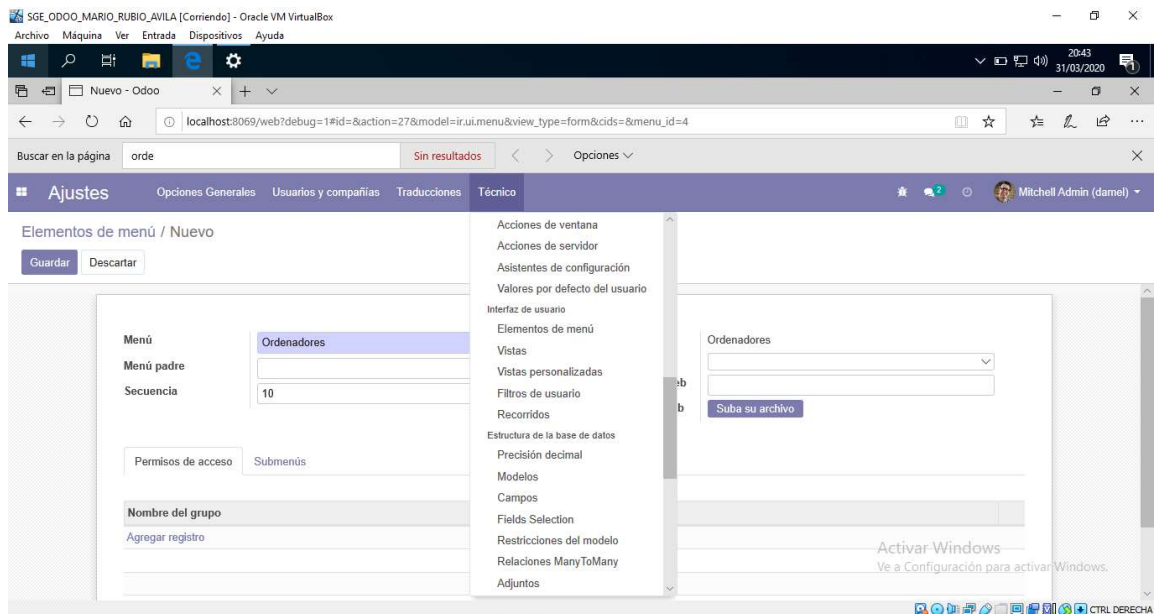 SGE_ODOO_MARIO_RUBIO_AVILA [Corriendo] - Oracle VM VirtualBox
Archivo Máquina Ver Entrada Dispositivos Ayuda
20:43
31/03/2020
1
Nuevo - Odoo
localhost:8069/web?debug=1#id=&action=27&model=ir.ui.menu&view_type=form&cids=&menu_id=4
Buscar en la página orde Sin resultados Opciones
Ajustes Opciones Generales Usuarios y compañías Traducciones Técnico 2 Mitchell Admin (damel)
Elementos de menú / Nuevo
Guardar Descartar
Acciones de ventana
Acciones de servidor
Asistentes de configuración
Valores por defecto del usuario
Interfaz de usuario
Elementos de menú
Vistas
Vistas personalizadas
Filtros de usuario
Recorridos
Estructura de la base de datos
Precisión decimal
Modelos
Campos
Fields Selection
Restricciones del modelo
Relaciones ManyToMany
Adjuntos
Menú Ordenadores
Menú padre
Secuencia 10
Ordenadores
eb
b Suba su archivo
Permisos de acceso Submenús
Nombre del grupo
Agregar registro
Activar Windows
Ve a Configuración para activar Windows.
CTRL DERECHA